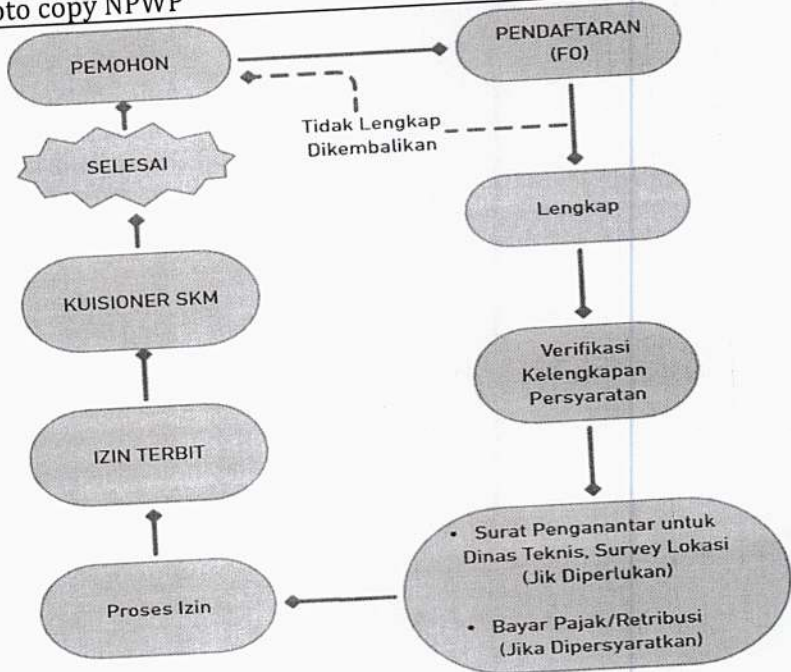 oto copy NPWP
PEMOHON
PENDAFTARAN
(FO)
Tidak Lengkap
Dikembalikan
SELESAI
Lengkap
KUISIONER SKM
Verifikasi
Kelengkapan
Persyaratan
IZIN TERBIT
• Surat Penganantar untuk
Dinas Teknis, Survey Lokasi
(Jik Diperlukan)
Proses Izin
• Bayar Pajak/Retribusi
(Jika Dipersyaratkan)